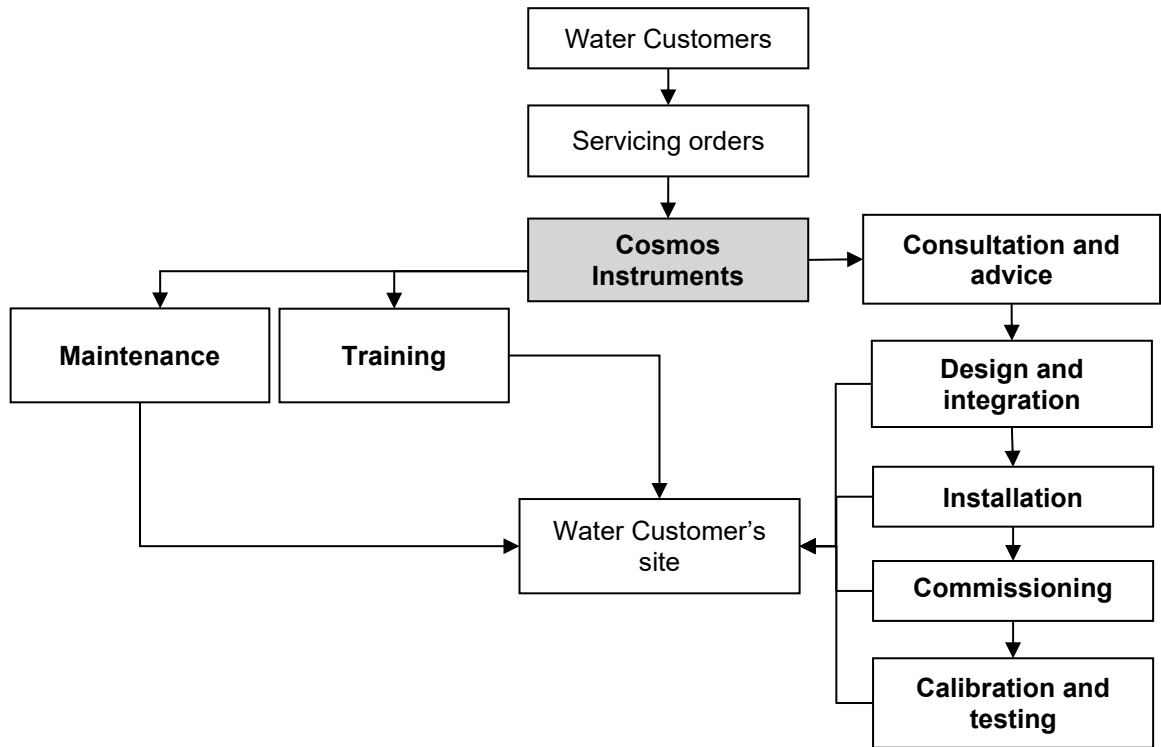 Water Customers
Servicing orders
Cosmos
Instruments
Consultation and
advice
Maintenance
Training
Design and
integration
Installation
Water Customer’s
site
Commissioning
Calibration and
testing